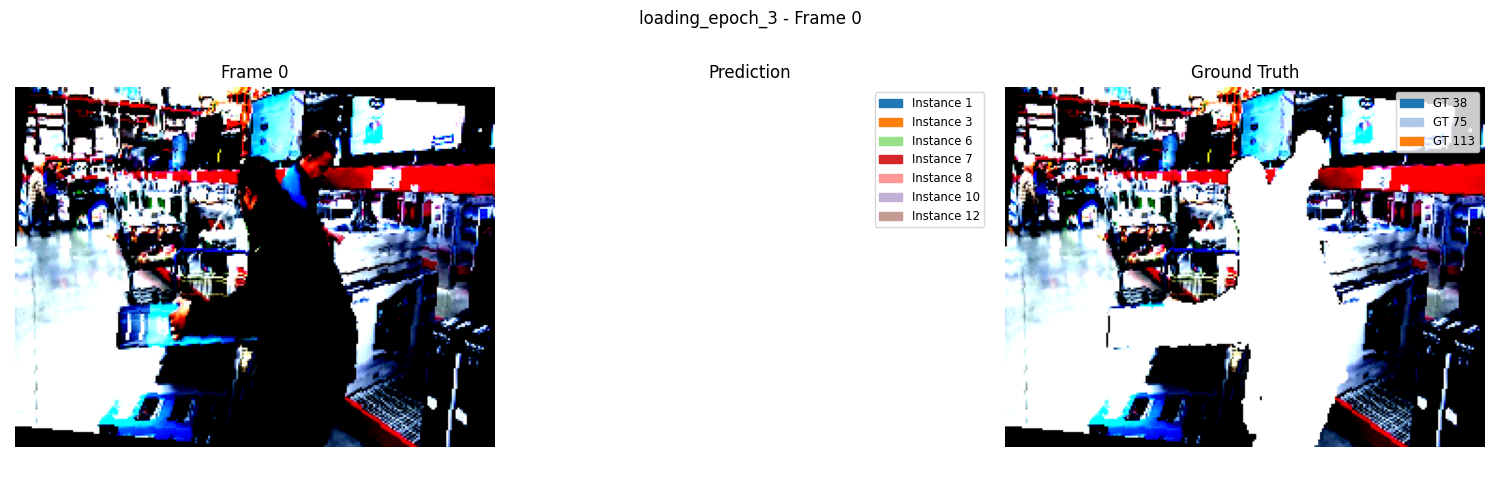 loading_epoch_3 - Frame 0
Frame 0
Prediction
Instance 1
Instance 3
Instance 6
Instance 7
Instance 8
Instance 10
Instance 12
Ground Truth
GT 38
GT 75
GT 113